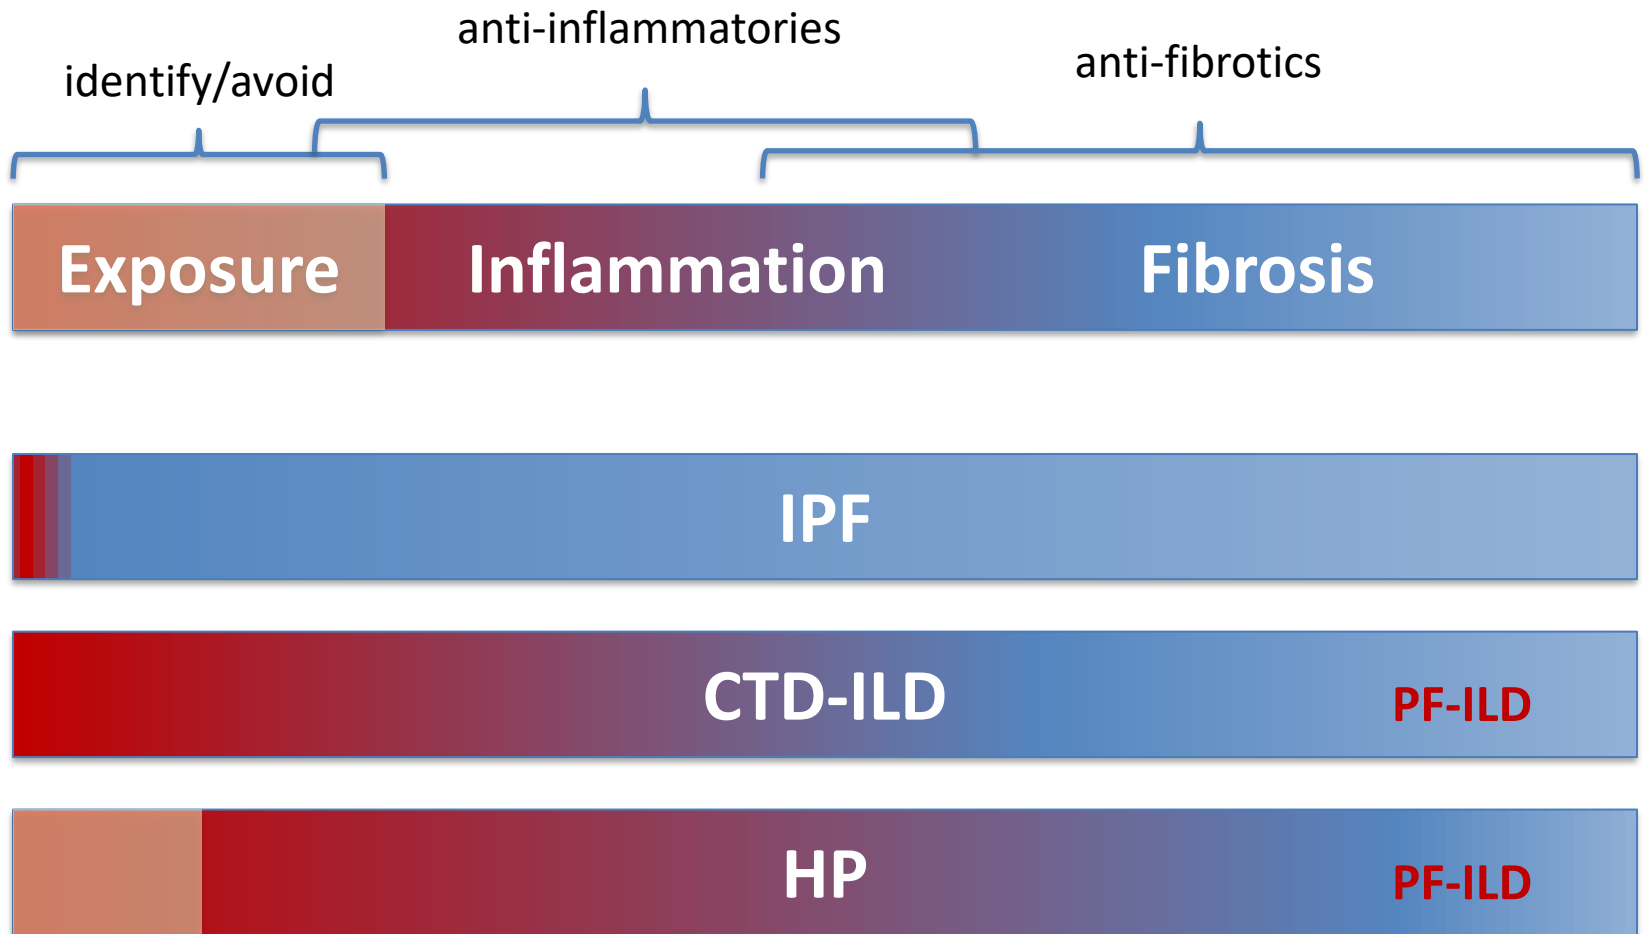 anti-inflammatories
identify/avoid
anti-fibrotics
Exposure
Inflammation
Fibrosis
IPF
CTD-ILD
PF-ILD
HP
PF-ILD